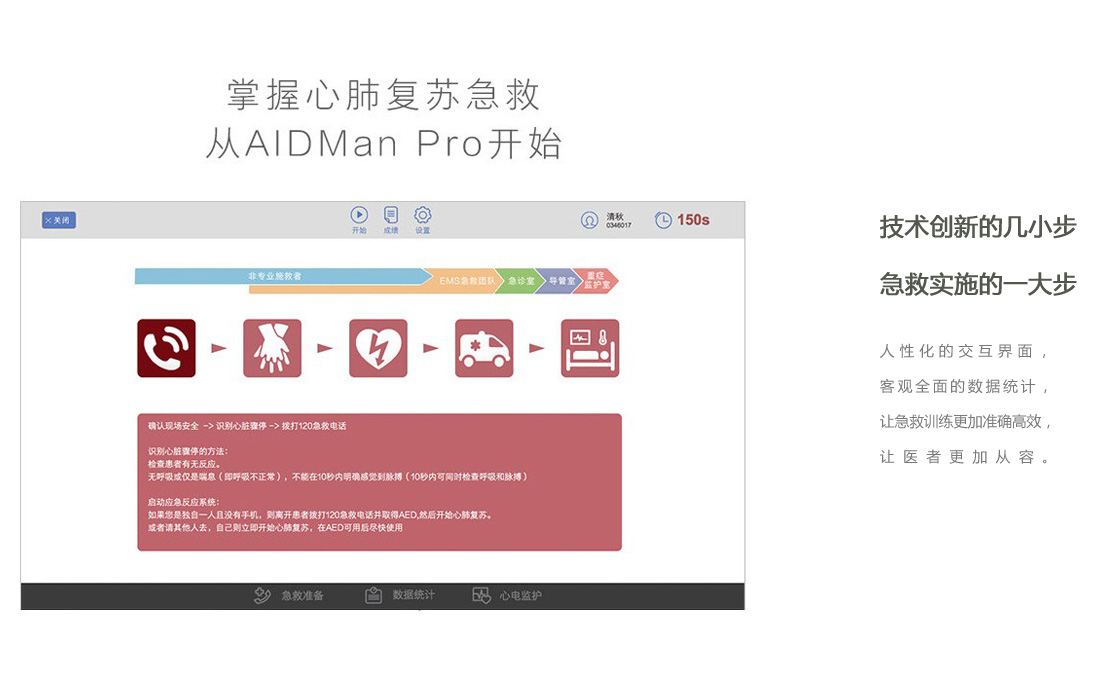 掌握心肺复苏急救
从AIDMan Pro开始
×关闭
开始
成绩
设置
清秋
0346017
150s
非专业施救者
EMS急救团队
急诊室
导管室
重症
监护室
确认现场安全 -> 识别心脏骤停 -> 拨打120急救电话
识别心脏骤停的方法：
检查患者有无反应。
无呼吸或仅是喘息（即呼吸不正常），不能在10秒内明确感觉到脉搏（10秒内可同时检查呼吸和脉搏）
启动应急反应系统：
如果您是独自一人且没有手机，则离开患者拨打120急救电话并取得AED,然后开始心肺复苏。
或者请其他人去，自己则立即开始心肺复苏，在AED可用后尽快使用
急救准备
数据统计
心电监护
技术创新的几小步
急救实施的一大步
人性化的交互界面，
客观全面的数据统计，
让急救训练更加准确高效，
让医者更加从容。